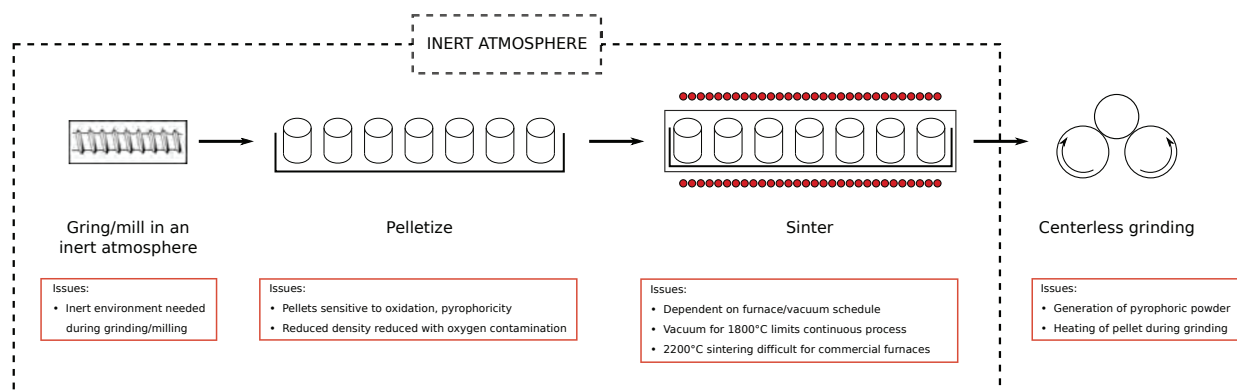 INERT ATMOSPHERE
Gring/mill in an
inert atmosphere
Pelletize
Sinter
Centerless grinding
Issues:
• Inert environment needed
during grinding/milling
Issues:
• Pellets sensitive to oxidation, pyrophoricity
• Reduced density reduced with oxygen contamination
Issues:
• Dependent on furnace/vacuum schedule
• Vacuum for 1800°C limits continuous process
• 2200°C sintering difficult for commercial furnaces
Issues:
• Generation of pyrophoric powder
• Heating of pellet during grinding